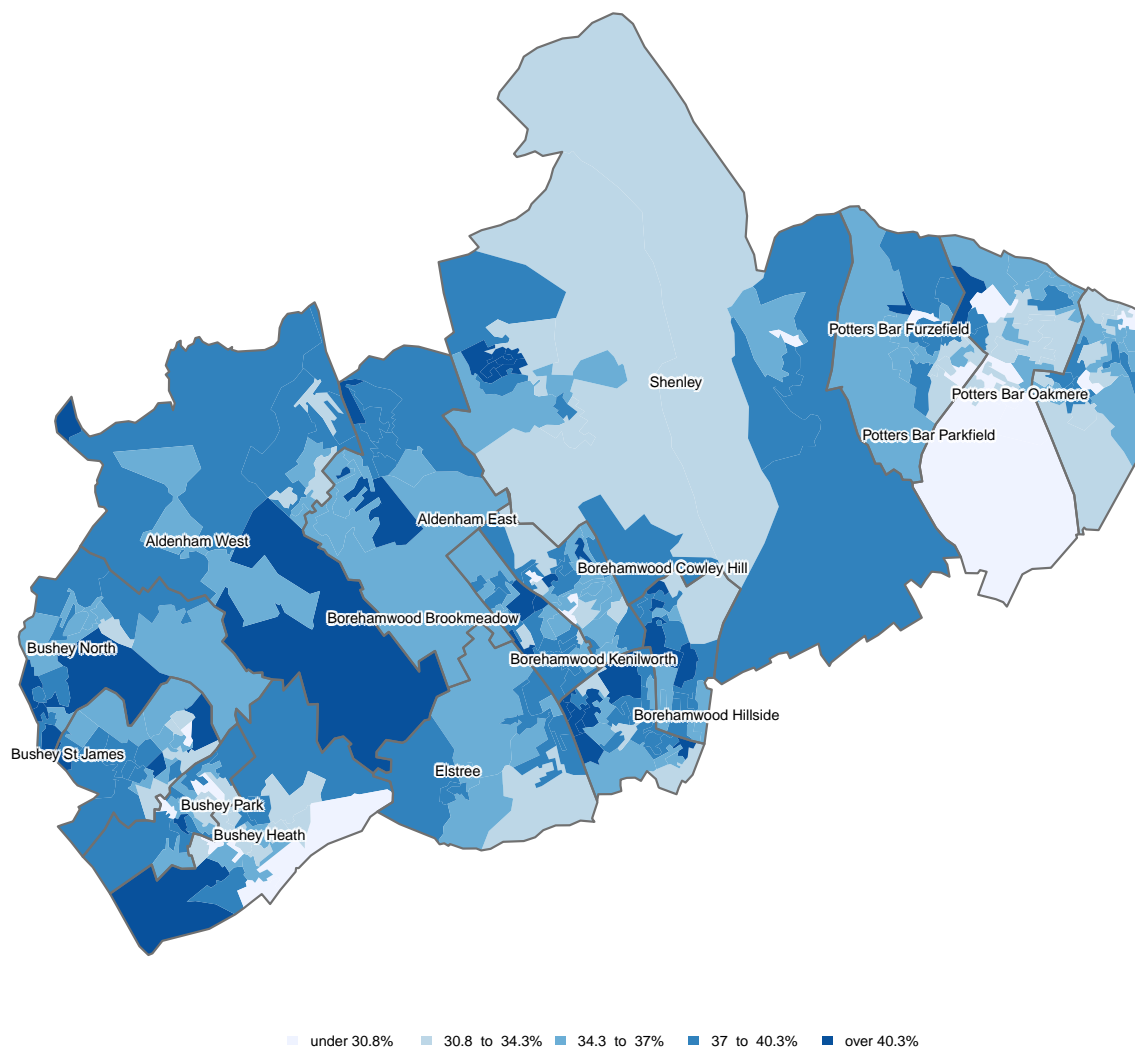 Potters Bar Furzefield
Shenley
Potters Bar Oakmere
Potters Bar Parkfield
Aldenham East
Aldenham West
Borehamwood Cowley Hill
Borehamwood Brookmeadow
Bushey North
Borehamwood Kenilworth
Borehamwood Hillside
Bushey St James
Elstree
Bushey Park
Bushey Heath
under 30.8% 30.8 to 34.3% 34.3 to 37% 37 to 40.3% over 40.3%